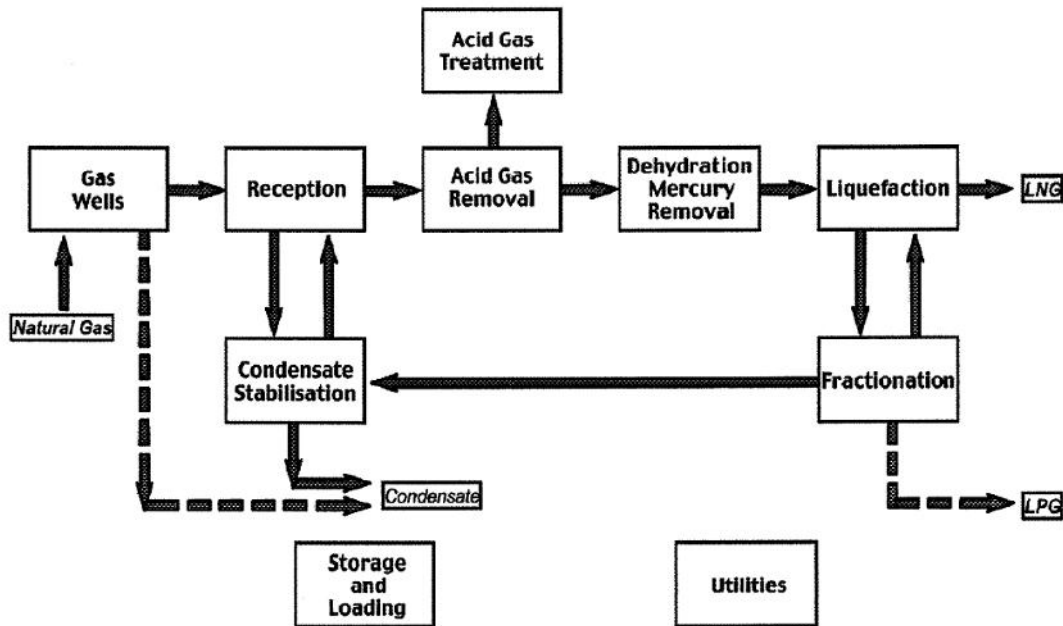 Acid Gas
Treatment
Gas
Wells
Reception
Acid Gas
Removal
Dehydration
Mercury
Removal
Liquefaction
LNG
Natural Gas
Condensate
Stabilisation
Fractionation
Condensate
LPG
Storage
and
Loading
Utilities